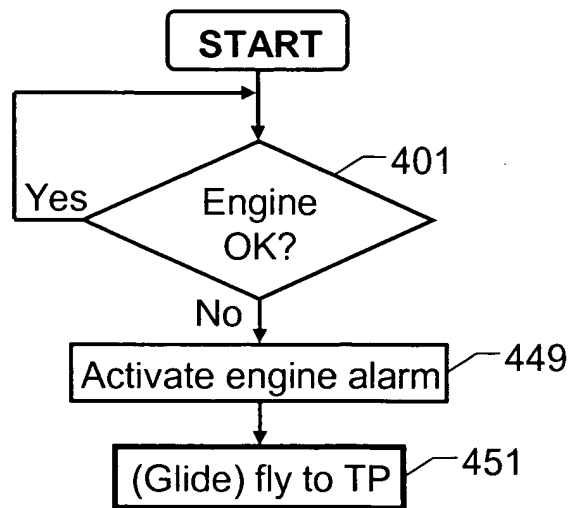 START
401
Yes
Engine
OK?
No
Activate engine alarm
449
(Glide) fly to TP
451